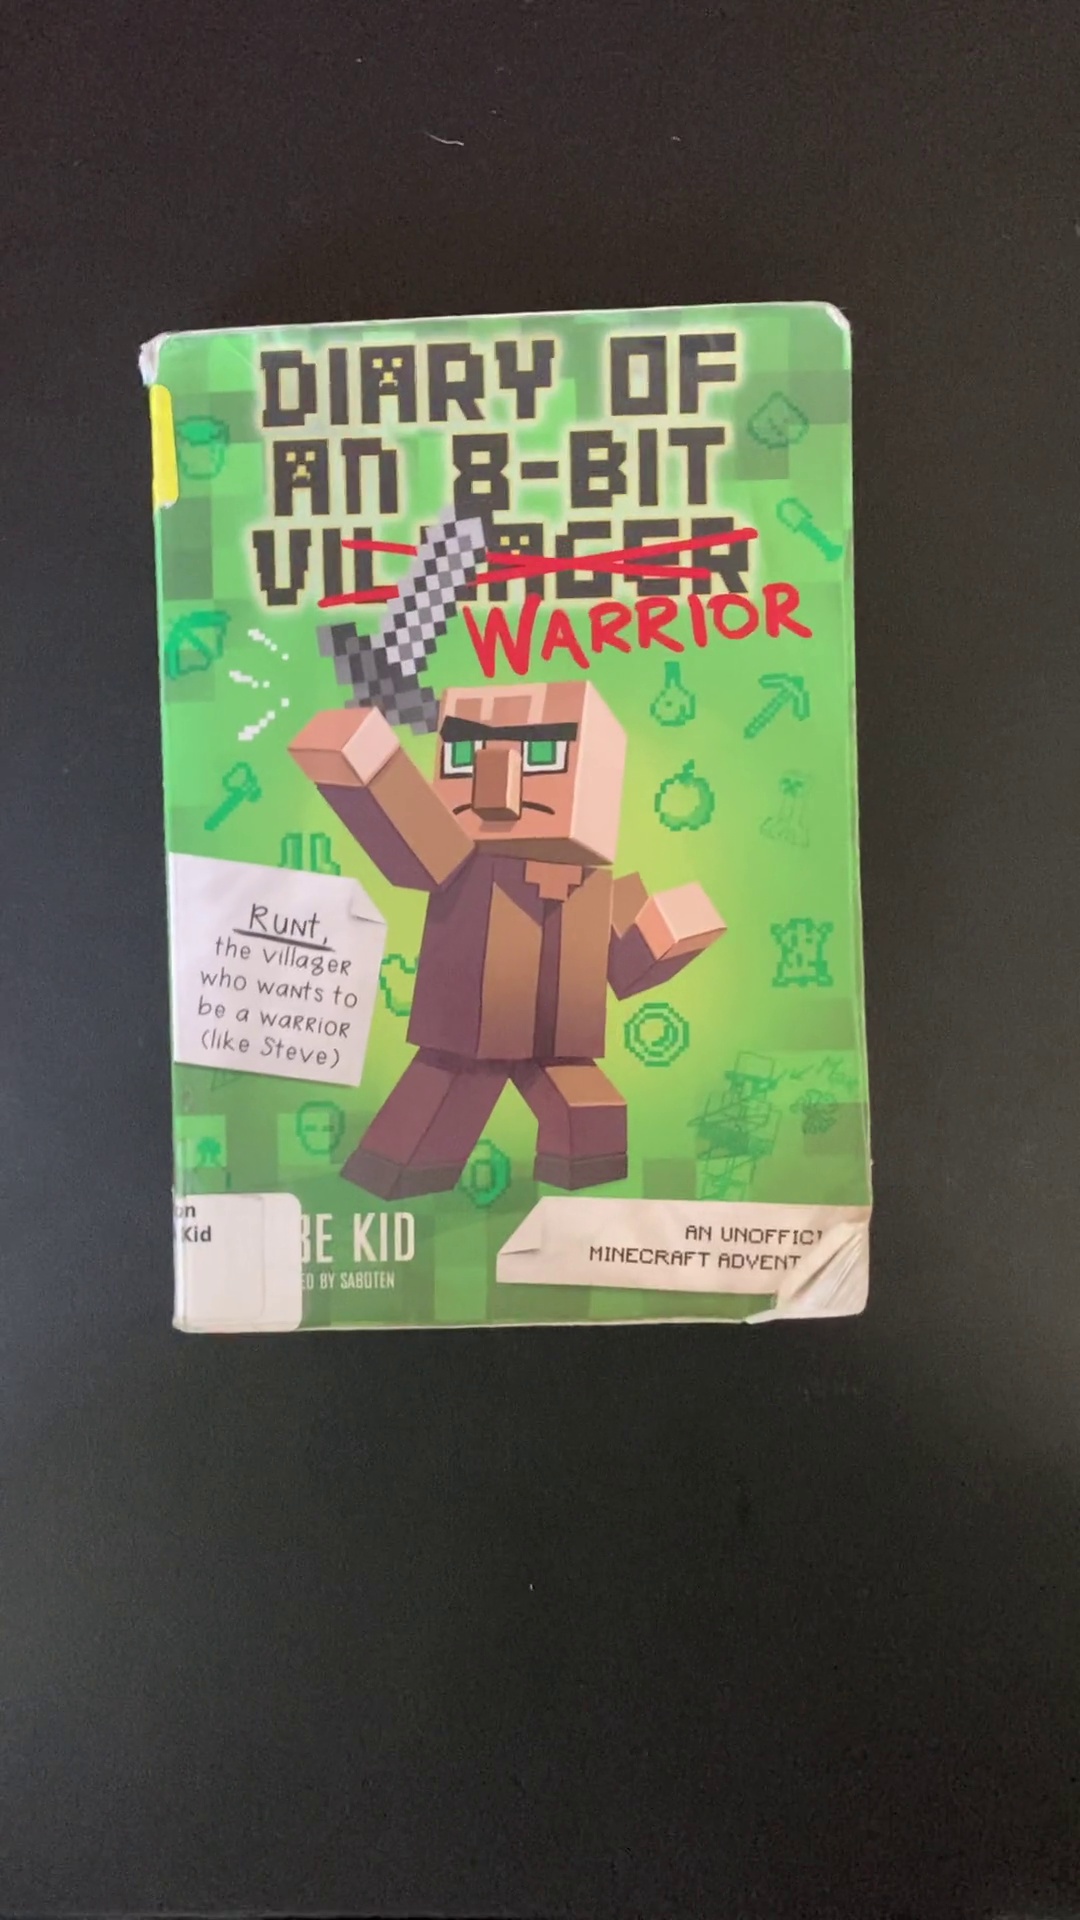 DIARY OF
AN 8-BIT
VILLAGER
WARRIOR
RUNT,
the villager
who wants to
be a warrior
(like Steve)
Kid
BE KID
BY SABOTEN
AN UNOFFICI
MINECRAFT ADVENT